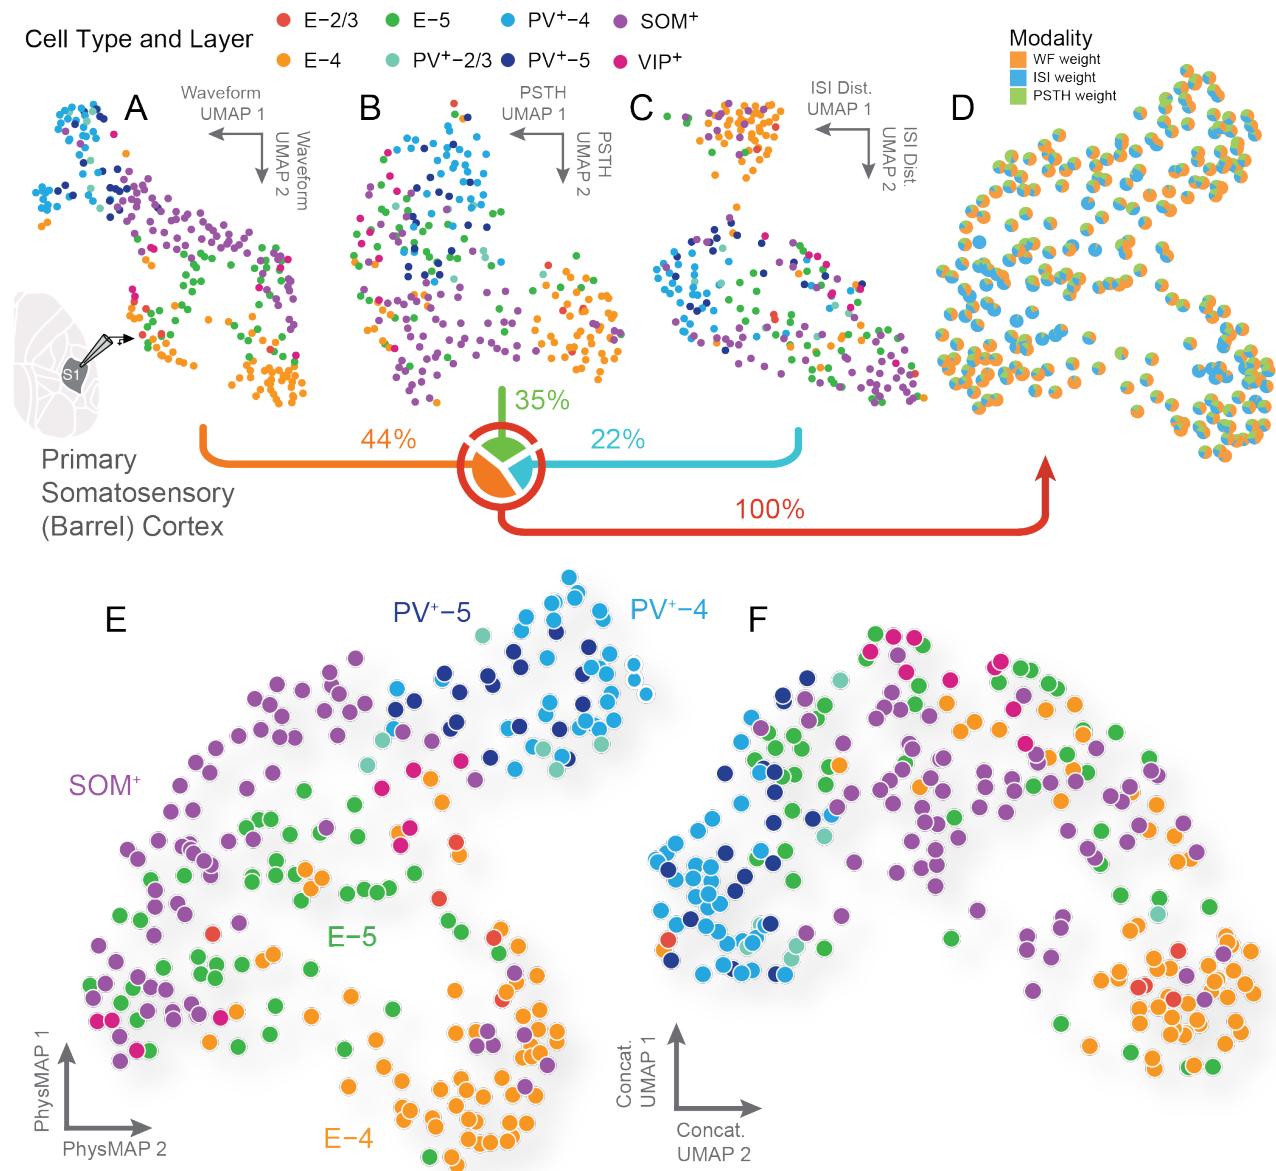 Cell Type and Layer
E−2/3
E−5
PV+−4
SOM+
E−4
PV+−2/3
PV+−5
VIP+
Modality
WF weight
ISI weight
PSTH weight
A
Waveform
UMAP 1
Waveform
UMAP 2
B
PSTH
UMAP 1
PSTH
UMAP 2
C
ISI Dist.
UMAP 1
ISI Dist.
UMAP 2
D
S1
Primary
Somatosensory
(Barrel) Cortex
44%
35%
22%
100%
E
PV+−5
PV+−4
SOM+
E−5
E−4
PhysMAP 1
PhysMAP 2
F
Concat.
UMAP 1
Concat.
UMAP 2